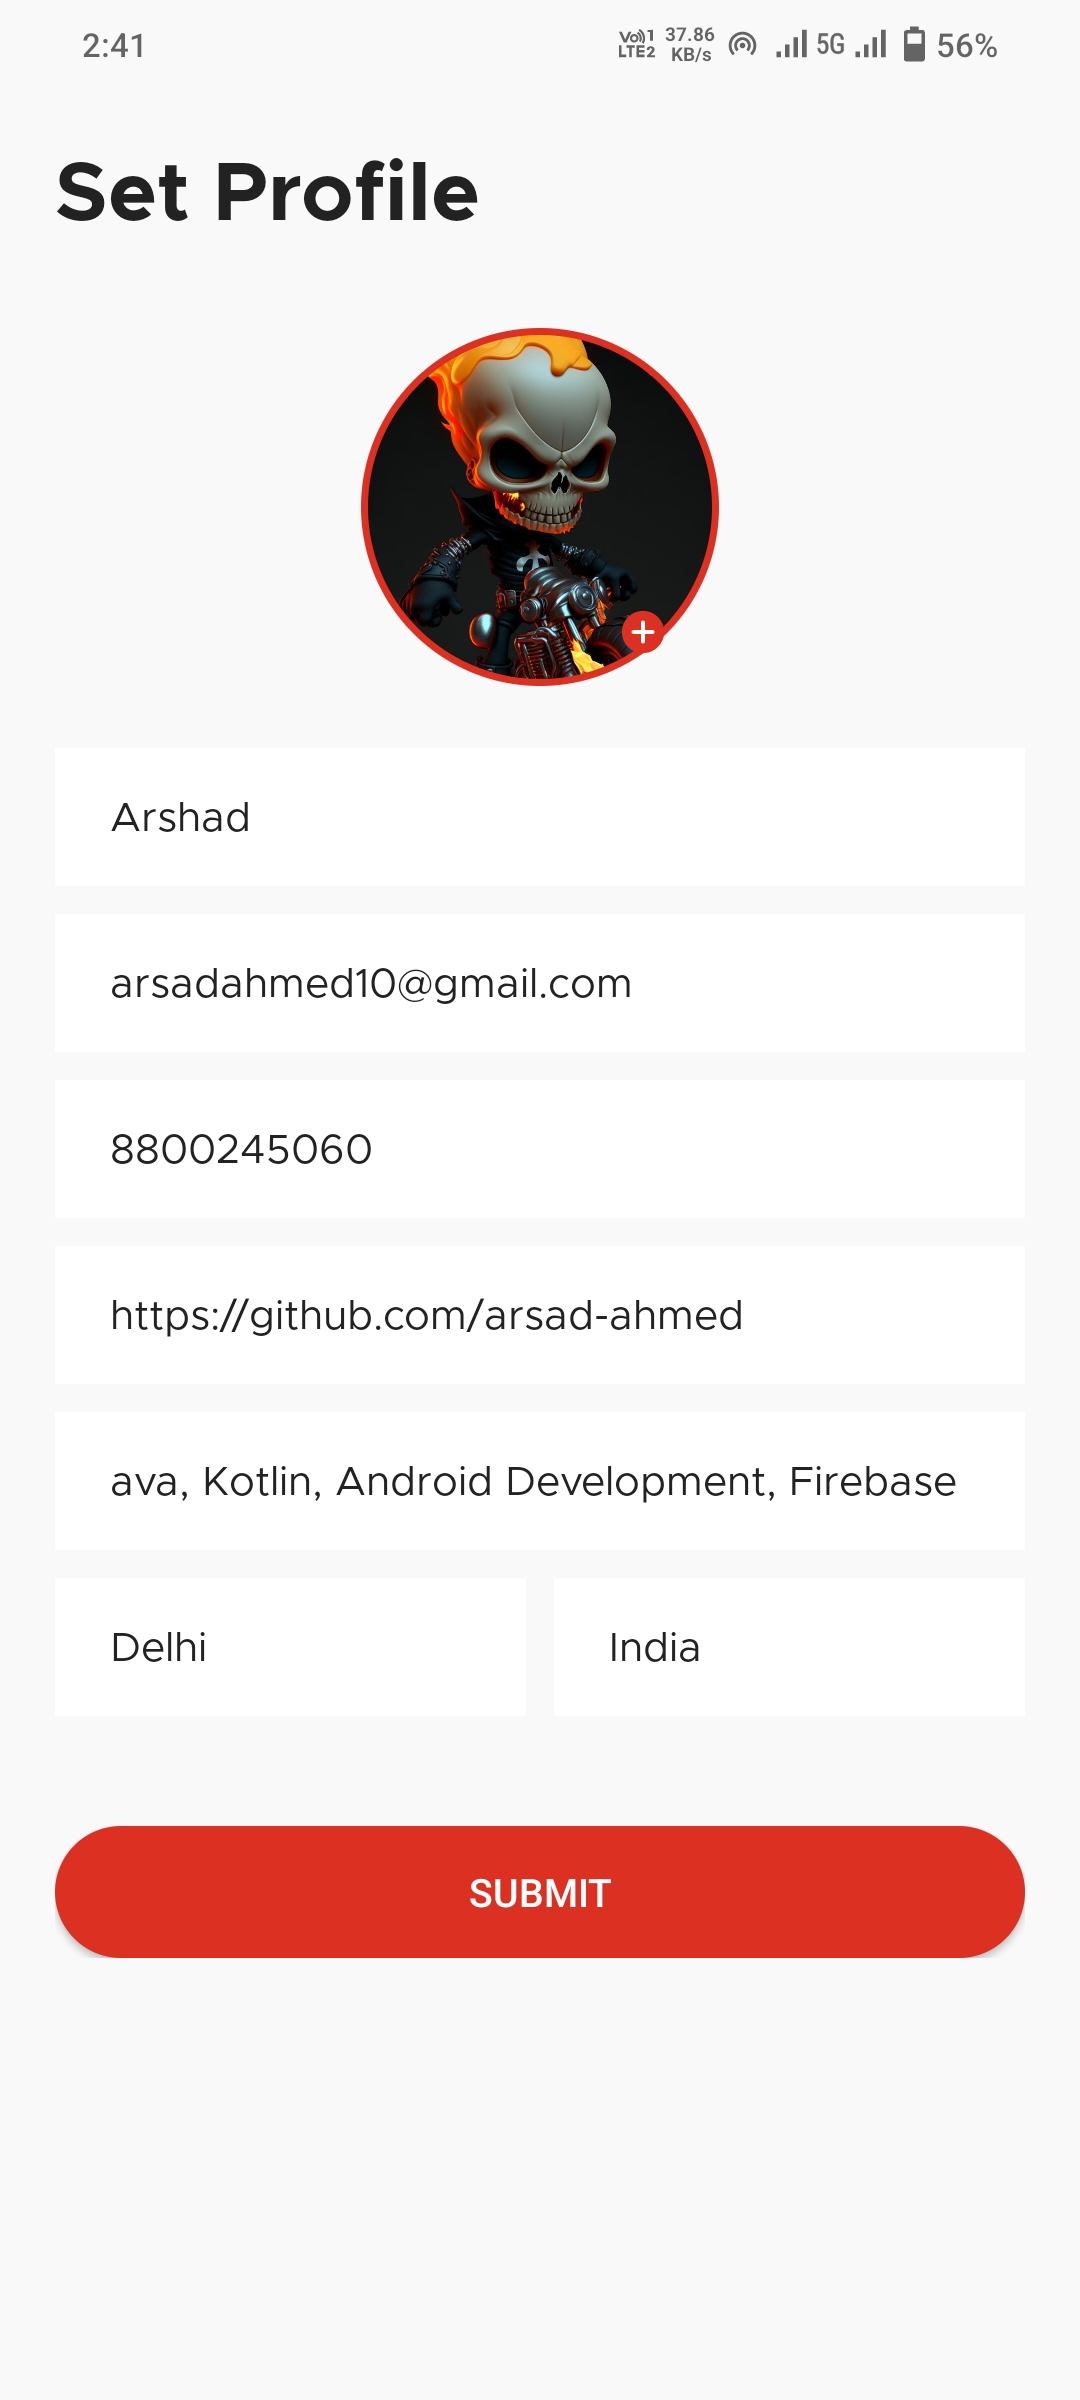 2:41 Vo))1 LTE2 37.86 KB/s 5G 56%
Set Profile
Arshad
arsadahmed10@gmail.com
8800245060
https://github.com/arsad-ahmed
ava, Kotlin, Android Development, Firebase
Delhi India
SUBMIT